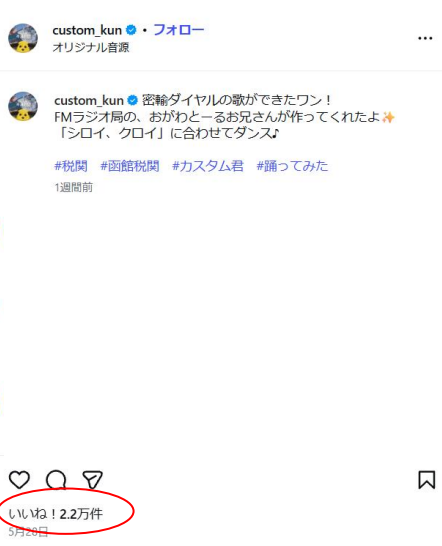 custom_kun • フォロー
オリジナル音源
custom_kun 密輸ダイヤルの歌ができたワン！
FMラジオ局の、おがわとーるお兄さんが作ってくれたよ✨
「シロイ、クロイ」に合わせてダンス♪
#税関 #函館税関 #カスタム君 #踊ってみた
1週間前
いいね！2.2万件
5月20日